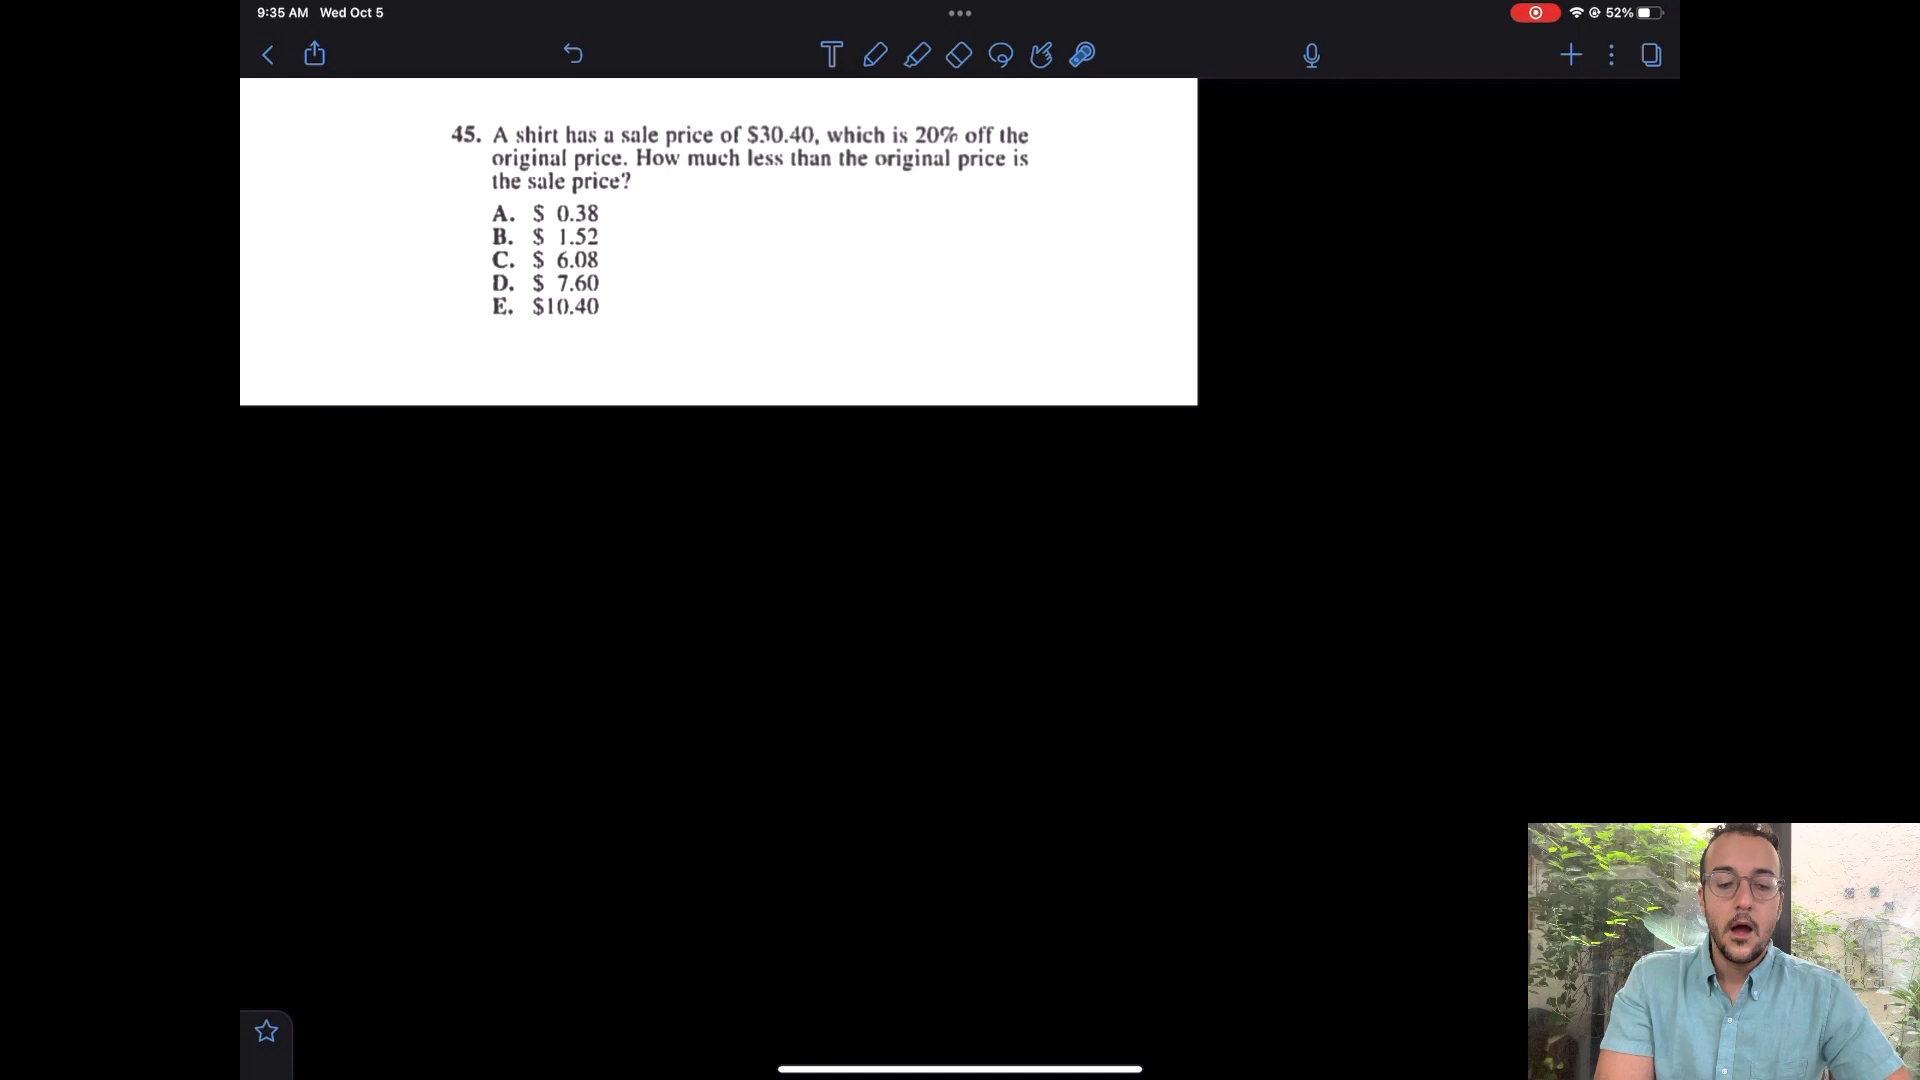 9:35 AM Wed Oct 5
52%
45. A shirt has a sale price of $30.40, which is 20% off the
original price. How much less than the original price is
the sale price?
A. $ 0.38
B. $ 1.52
C. $ 6.08
D. $ 7.60
E. $10.40